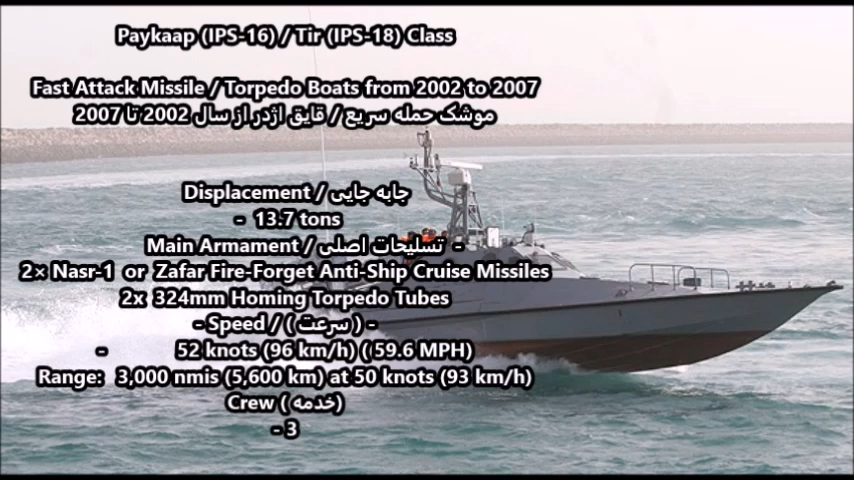 Paykaap (IPS-16) / Tir (IPS-18) Class
Fast Attack Missile / Torpedo Boats from 2002 to 2007
موشک حمله سریع / قایق اژدر از سال 2002 تا 2007
Displacement / جابه جایی
- 13.7 tons
Main Armament / تسلیحات اصلی -
2× Nasr-1 or Zafar Fire-Forget Anti-Ship Cruise Missiles
2x 324mm Homing Torpedo Tubes
- Speed / ( سرعت ) -
- 52 knots (96 km/h) ( 59.6 MPH)
Range: 3,000 nmis (5,600 km) at 50 knots (93 km/h)
Crew ( خدمه)
- 3